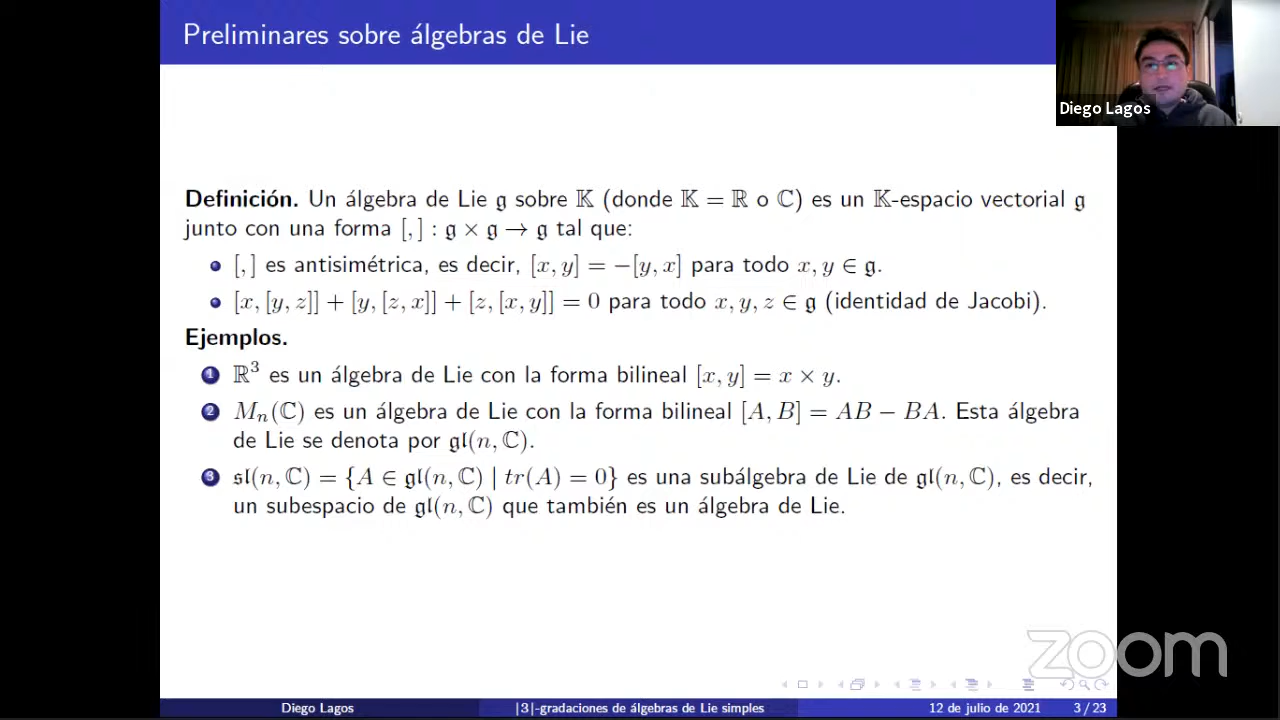 Preliminares sobre álgebras de Lie
Diego Lagos
Definición. Un álgebra de Lie 𝔤 sobre 𝕂 (donde 𝕂 = ℝ o ℂ) es un 𝕂-espacio vectorial 𝔤
junto con una forma [,] : 𝔤 × 𝔤 → 𝔤 tal que:
[,] es antisimétrica, es decir, [x, y] = −[y, x] para todo x, y ∈ 𝔤.
[x, [y, z]] + [y, [z, x]] + [z, [x, y]] = 0 para todo x, y, z ∈ 𝔤 (identidad de Jacobi).
Ejemplos.
1 ℝ³ es un álgebra de Lie con la forma bilineal [x, y] = x × y.
2 Mₙ(ℂ) es un álgebra de Lie con la forma bilineal [A, B] = AB − BA. Esta álgebra
de Lie se denota por 𝔤𝔩(n, ℂ).
3 𝔰𝔩(n, ℂ) = {A ∈ 𝔤𝔩(n, ℂ) | tr(A) = 0} es una subálgebra de Lie de 𝔤𝔩(n, ℂ), es decir,
un subespacio de 𝔤𝔩(n, ℂ) que también es un álgebra de Lie.
zoom
Diego Lagos |3|-gradaciones de álgebras de Lie simples 12 de julio de 2021 3 / 23